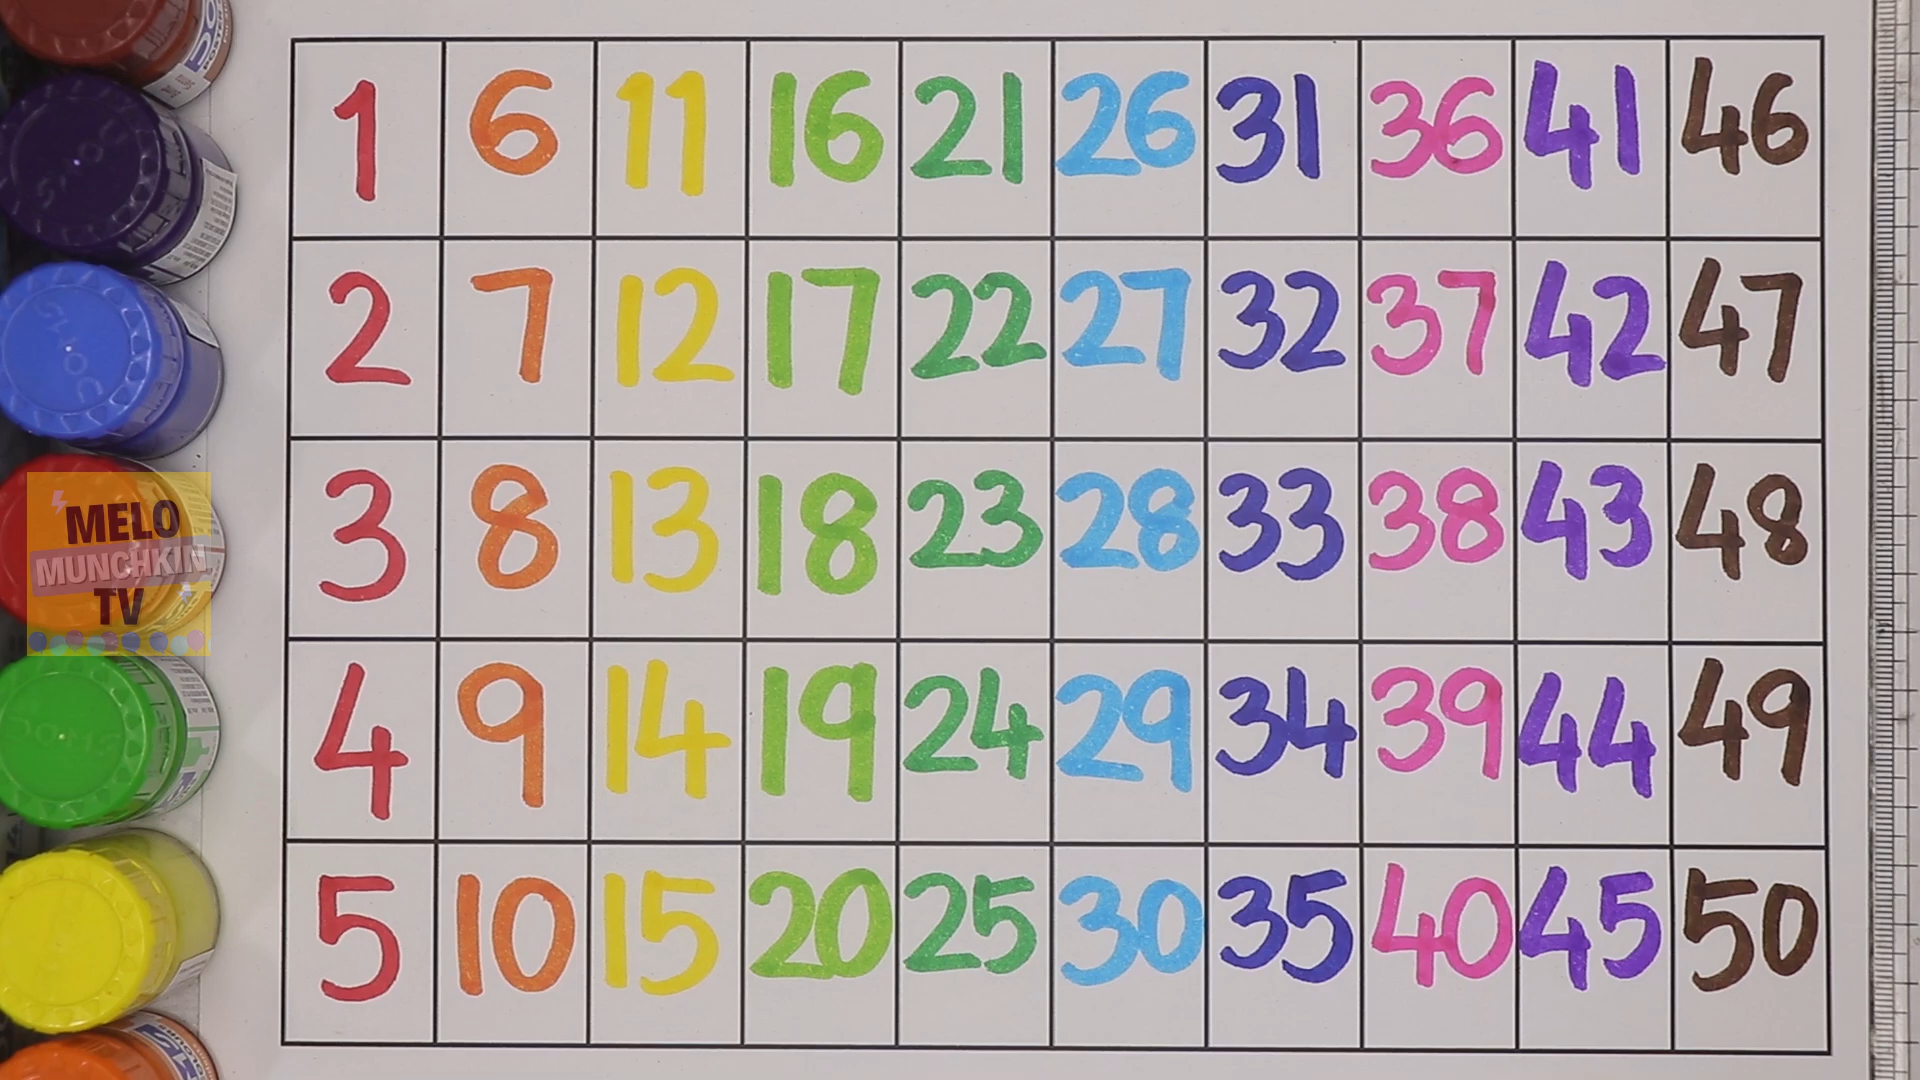 1 6 11 16 21 26 31 36 41 46
2 7 12 17 22 27 32 37 42 47
3 8 13 18 23 28 33 38 43 48
4 9 14 19 24 29 34 39 44 49
5 10 15 20 25 30 35 40 45 50
MELO
MUNCHKIN
TV